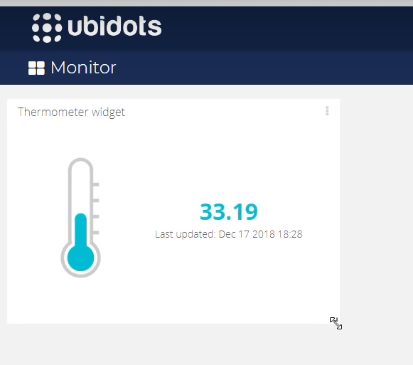 ubidots
Monitor
Thermometer widget
33.19
Last updated: Dec 17 2018 18:28